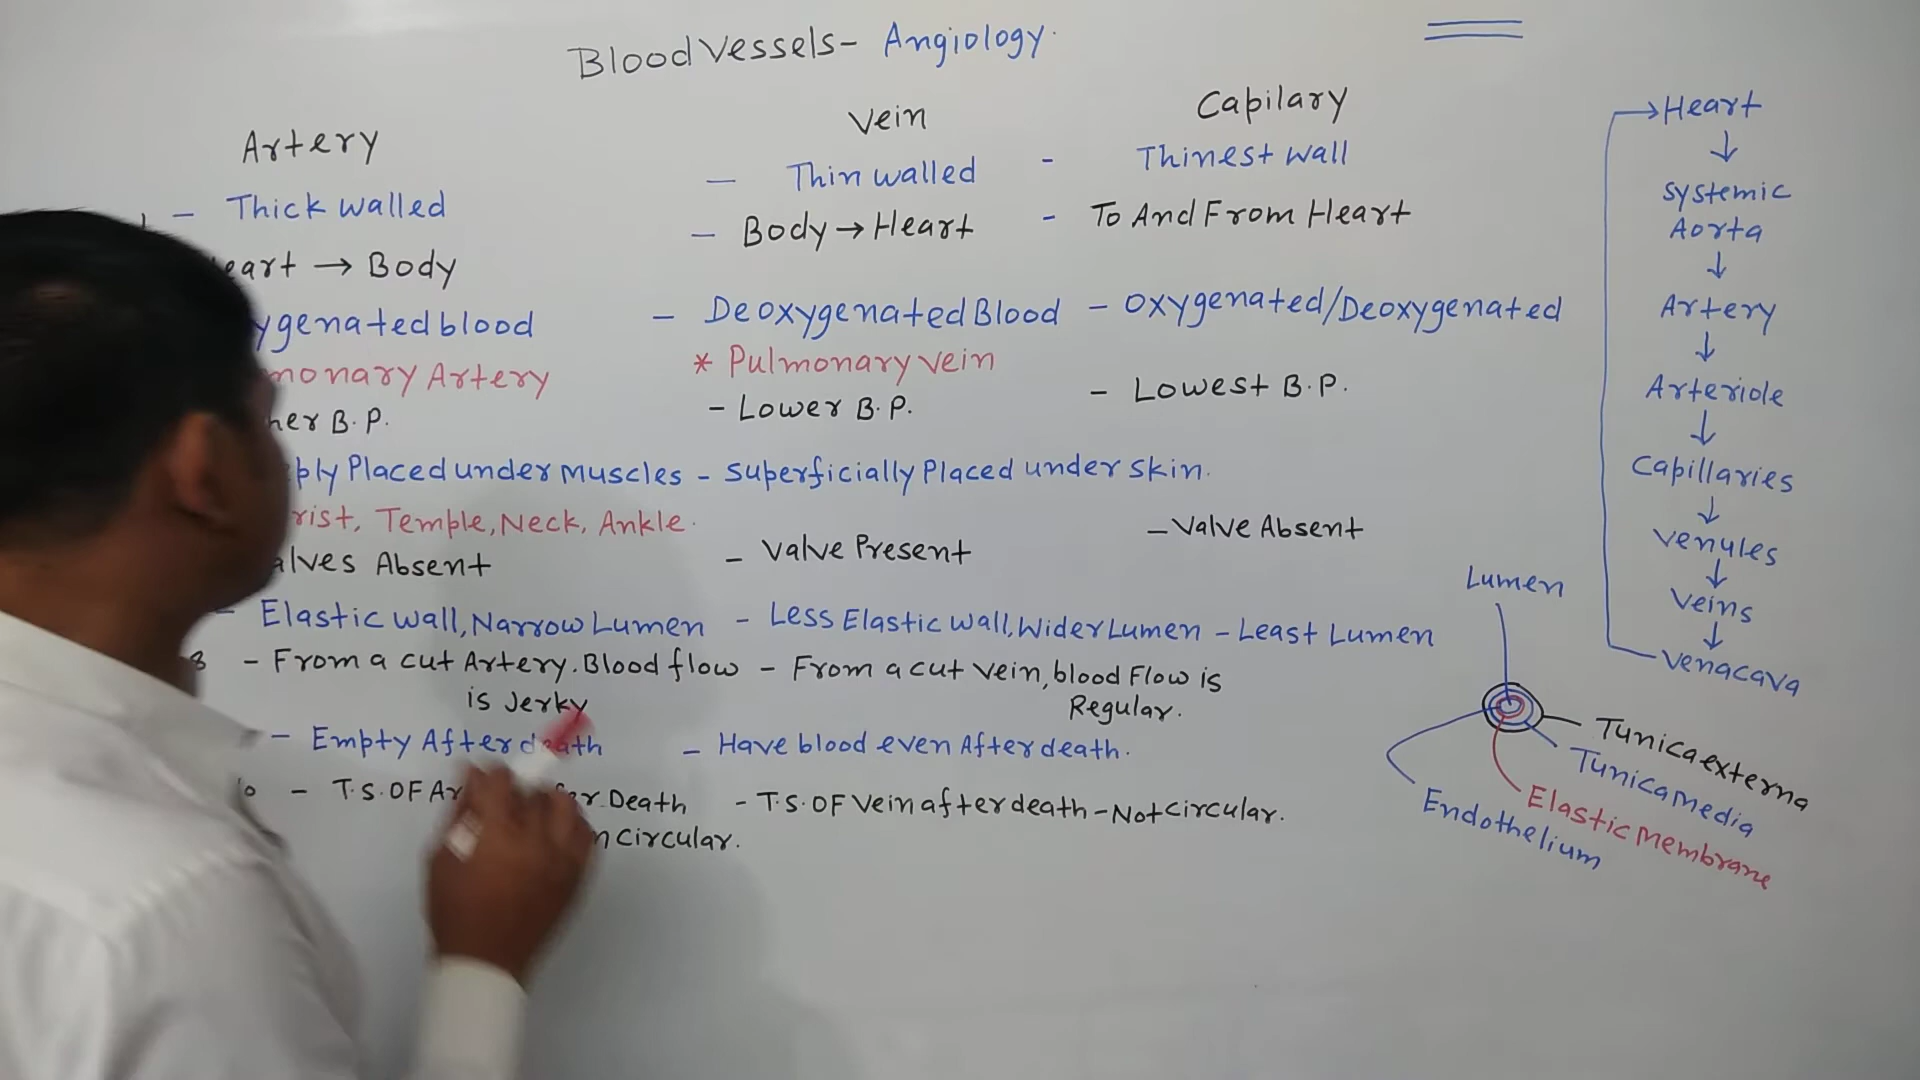 Blood Vessels- Angiology.
Artery
Vein
Capilary
- Thick walled
- Thin walled
- Thinest wall
eart → Body
- Body → Heart
- To And From Heart
ygenated blood
- Deoxygenated Blood
- Oxygenated/Deoxygenated
monary Artery
* Pulmonary vein
her B.P.
- Lower B.P.
- Lowest B.P.
ply Placed under muscles
- Superficially Placed under skin.
rist, Temple, Neck, Ankle.
alves Absent
- Valve Present
- Valve Absent
- Elastic wall, Narrow Lumen
- Less Elastic wall, Wider Lumen
- Least Lumen
8 - From a cut Artery. Blood flow
is Jerky
- From a cut vein, blood Flow is
Regular.
- Empty After death
- Have blood even After death.
- T.S. OF Ar Death
n circular.
- T.S. OF Vein after death - Not circular.
→ Heart
↓
Systemic
Aorta
↓
Artery
↓
Arteriole
↓
Capillaries
↓
Venules
↓
Veins
↓
Venacava
Lumen
Tunica externa
Tunica media
Elastic Membrane
Endothelium